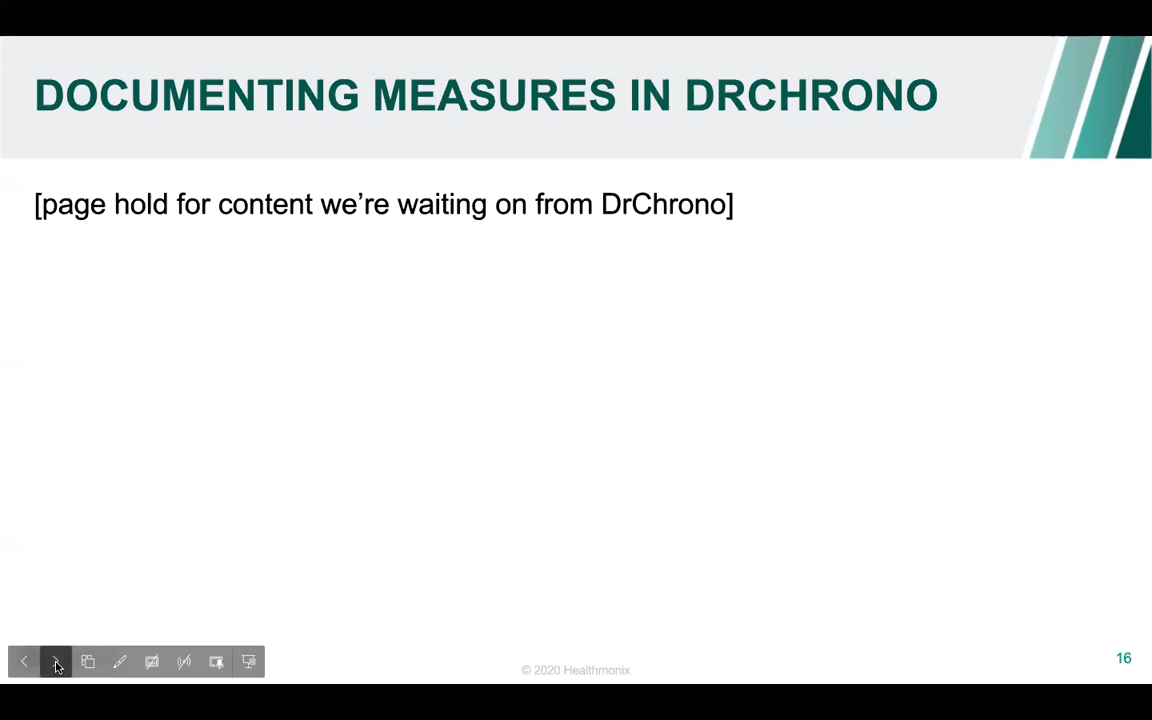 DOCUMENTING MEASURES IN DRCHRONO
[page hold for content we’re waiting on from DrChrono]
© 2020 Healthmonix
16